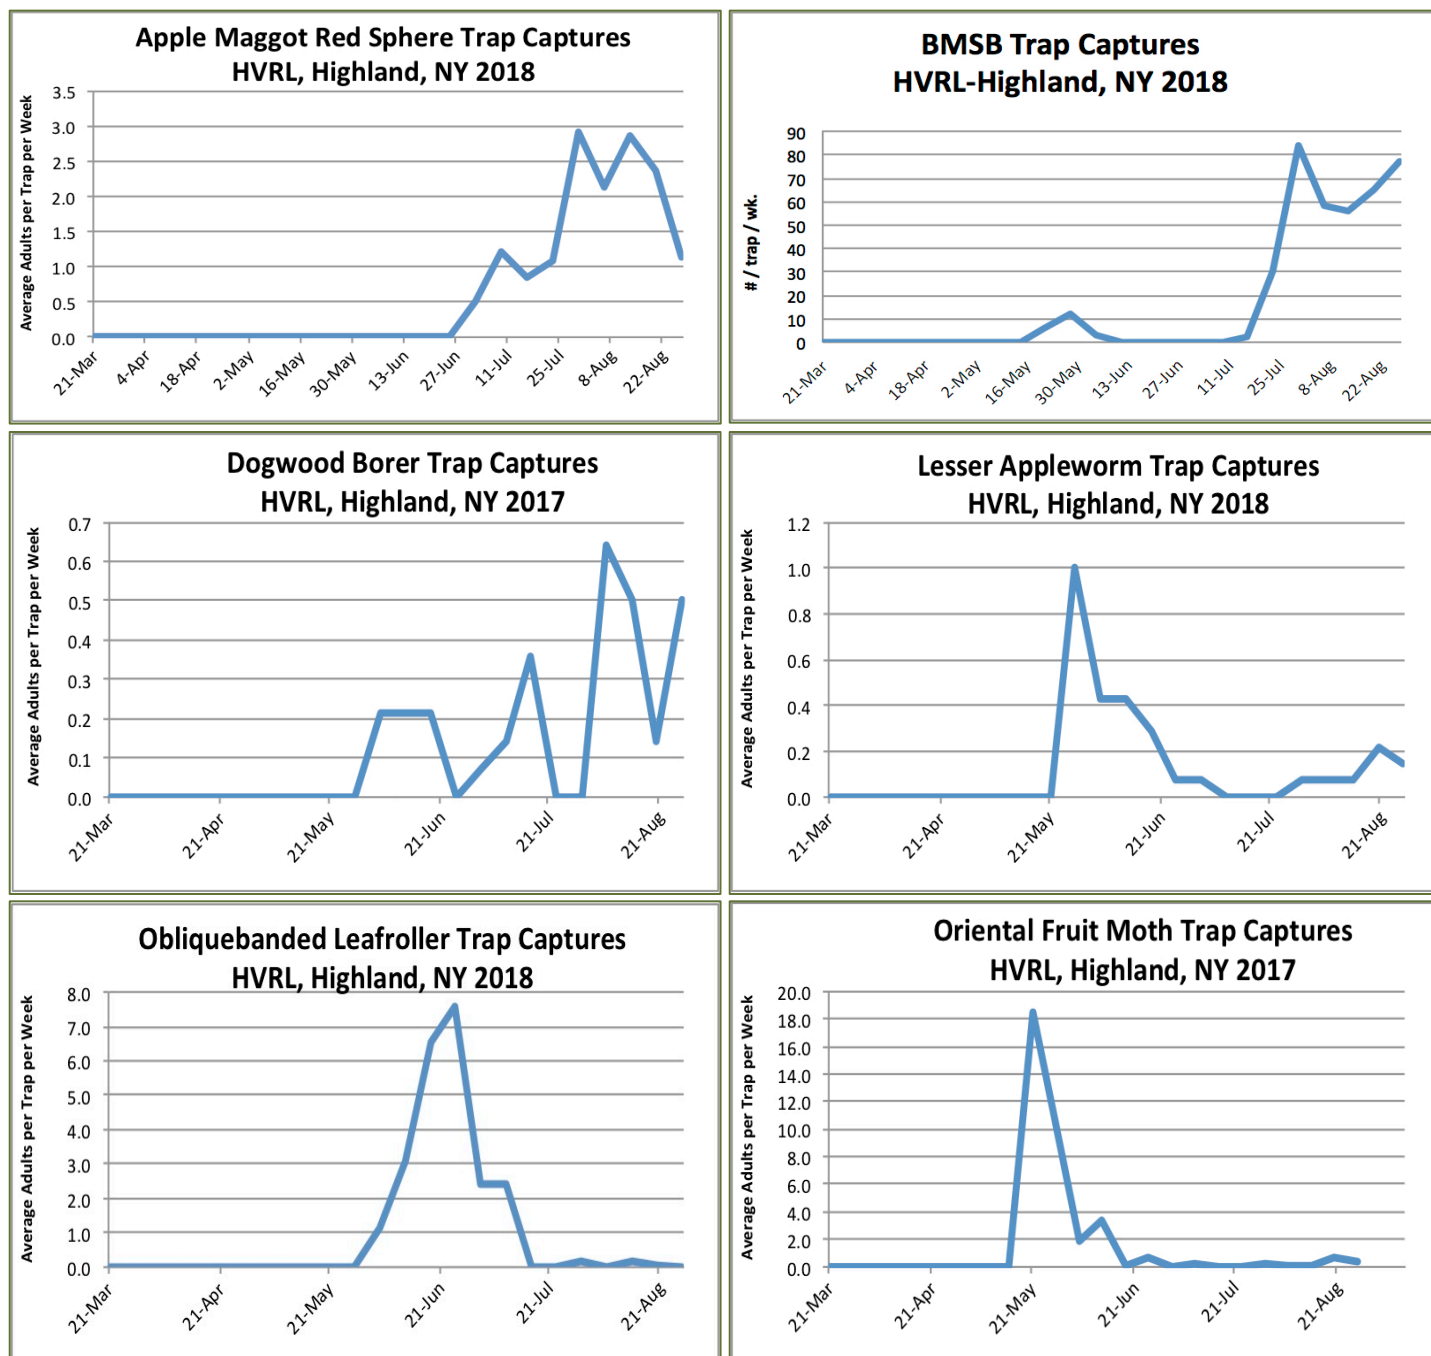 Apple Maggot Red Sphere Trap Captures
HVRL, Highland, NY 2018
Average Adults per Trap per Week
3.5
3.0
2.5
2.0
1.5
1.0
0.5
0.0
21-Mar
4-Apr
18-Apr
2-May
16-May
30-May
13-Jun
27-Jun
11-Jul
25-Jul
8-Aug
22-Aug
BMSB Trap Captures
HVRL-Highland, NY 2018
# / trap / wk.
90
80
70
60
50
40
30
20
10
0
21-Mar
4-Apr
18-Apr
2-May
16-May
30-May
13-Jun
27-Jun
11-Jul
25-Jul
8-Aug
22-Aug
Dogwood Borer Trap Captures
HVRL, Highland, NY 2017
Average Adults per Trap per Week
0.7
0.6
0.5
0.4
0.3
0.2
0.1
0.0
21-Mar
21-Apr
21-May
21-Jun
21-Jul
21-Aug
Lesser Appleworm Trap Captures
HVRL, Highland, NY 2018
Average Adults per Trap per Week
1.2
1.0
0.8
0.6
0.4
0.2
0.0
21-Mar
21-Apr
21-May
21-Jun
21-Jul
21-Aug
Obliquebanded Leafroller Trap Captures
HVRL, Highland, NY 2018
Average Adults per Trap per Week
8.0
7.0
6.0
5.0
4.0
3.0
2.0
1.0
0.0
21-Mar
21-Apr
21-May
21-Jun
21-Jul
21-Aug
Oriental Fruit Moth Trap Captures
HVRL, Highland, NY 2017
Average Adults per Trap per Week
20.0
18.0
16.0
14.0
12.0
10.0
8.0
6.0
4.0
2.0
0.0
21-Mar
21-Apr
21-May
21-Jun
21-Jul
21-Aug